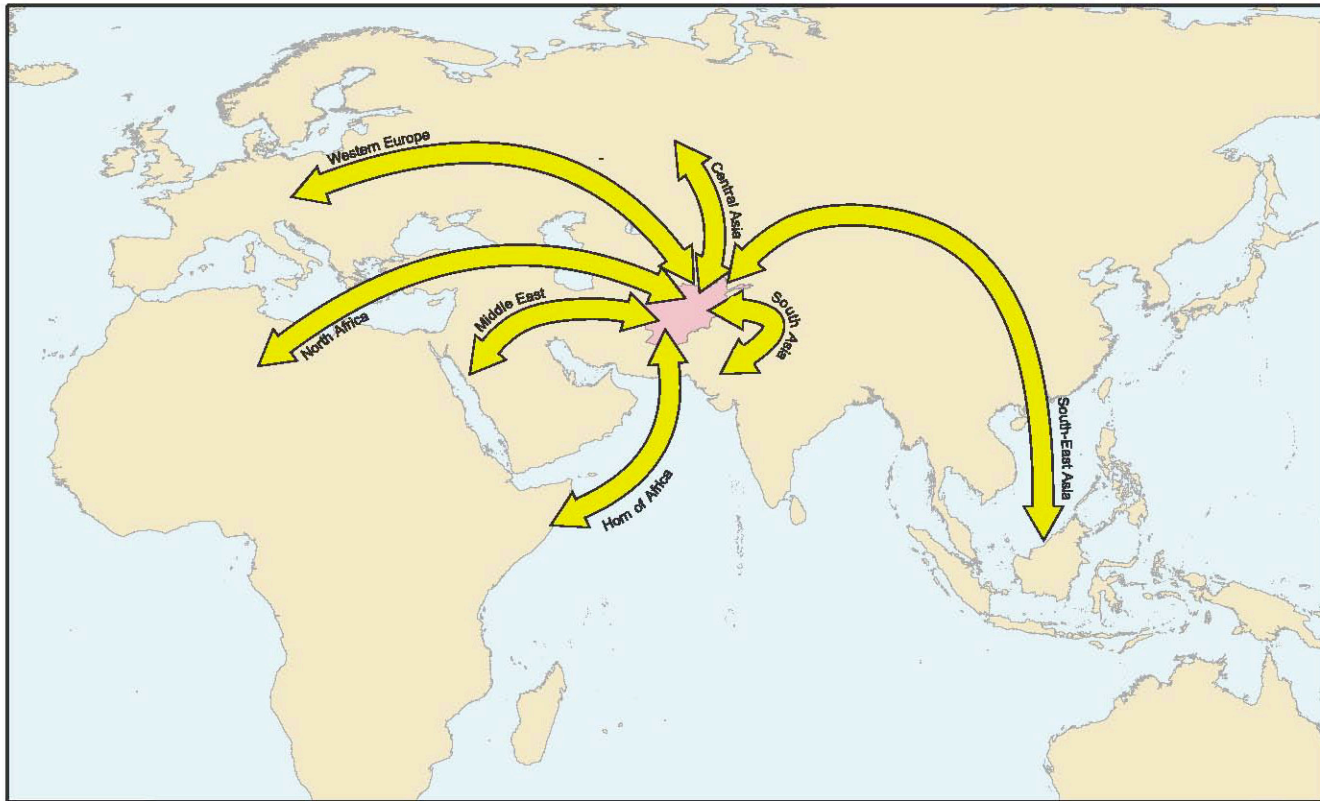 Western Europe
Central Asia
North Africa
Middle East
South Asia
Horn of Africa
South-East Asia